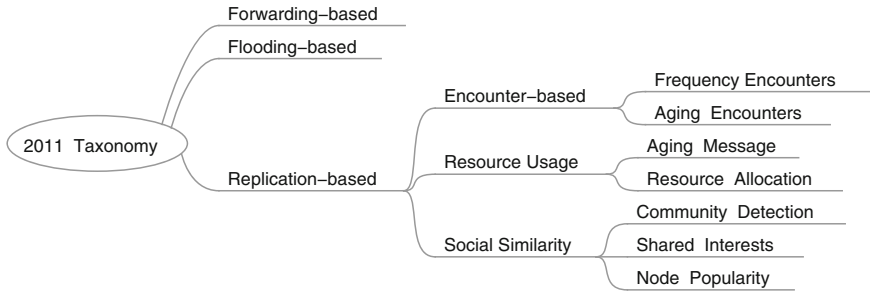 Forwarding–based
Flooding–based
2011 Taxonomy
Replication–based
Encounter–based
Frequency Encounters
Aging Encounters
Resource Usage
Aging Message
Resource Allocation
Social Similarity
Community Detection
Shared Interests
Node Popularity